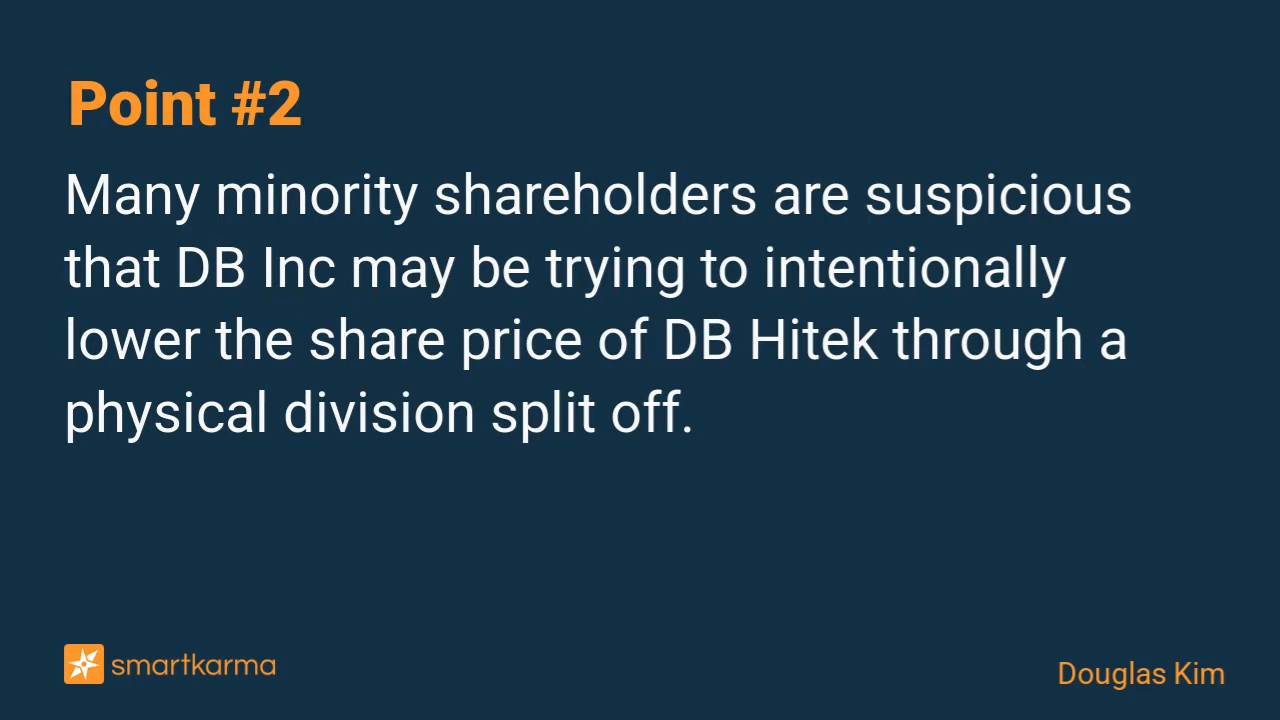 Point #2
Many minority shareholders are suspicious
that DB Inc may be trying to intentionally
lower the share price of DB Hitek through a
physical division split off.
smartkarma
Douglas Kim